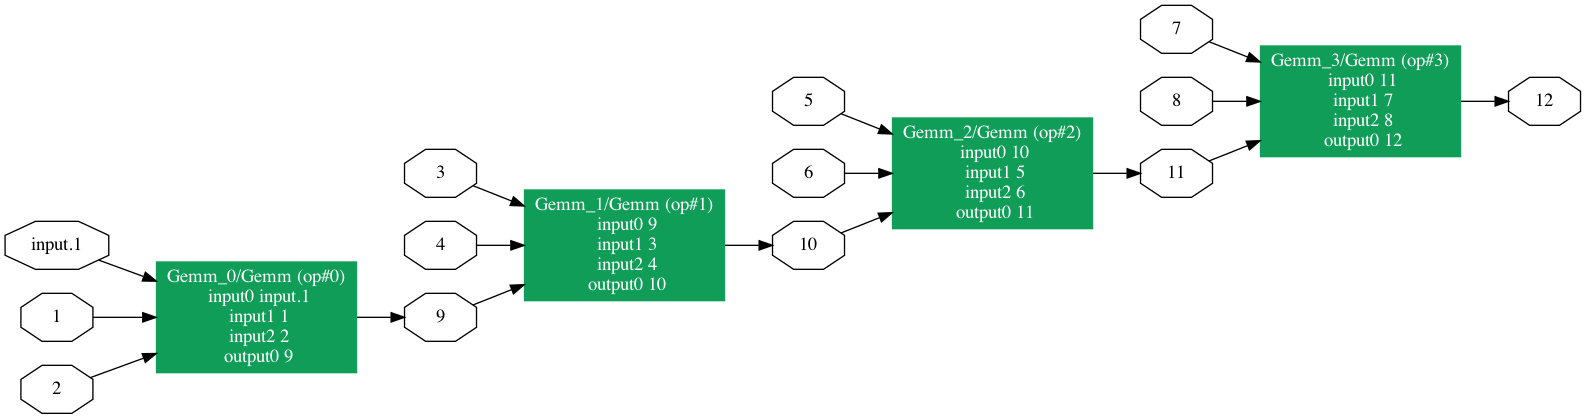 input.1
1
2
Gemm_0/Gemm (op#0)
input0 input.1
input1 1
input2 2
output0 9
3
4
9
Gemm_1/Gemm (op#1)
input0 9
input1 3
input2 4
output0 10
5
6
10
Gemm_2/Gemm (op#2)
input0 10
input1 5
input2 6
output0 11
7
8
11
Gemm_3/Gemm (op#3)
input0 11
input1 7
input2 8
output0 12
12